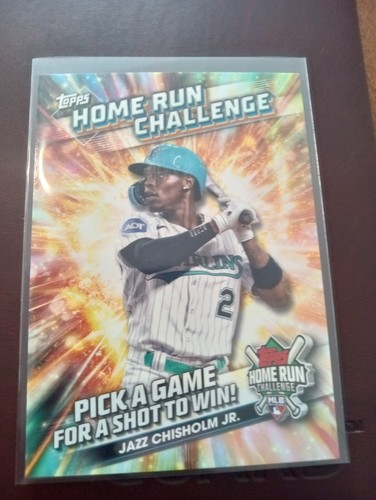 Topps
HOME RUN
CHALLENGE
ADT
MARLINS
2
PICK A GAME
FOR A SHOT TO WIN!
JAZZ CHISHOLM JR.
Topps
HOME RUN
CHALLENGE
MLB